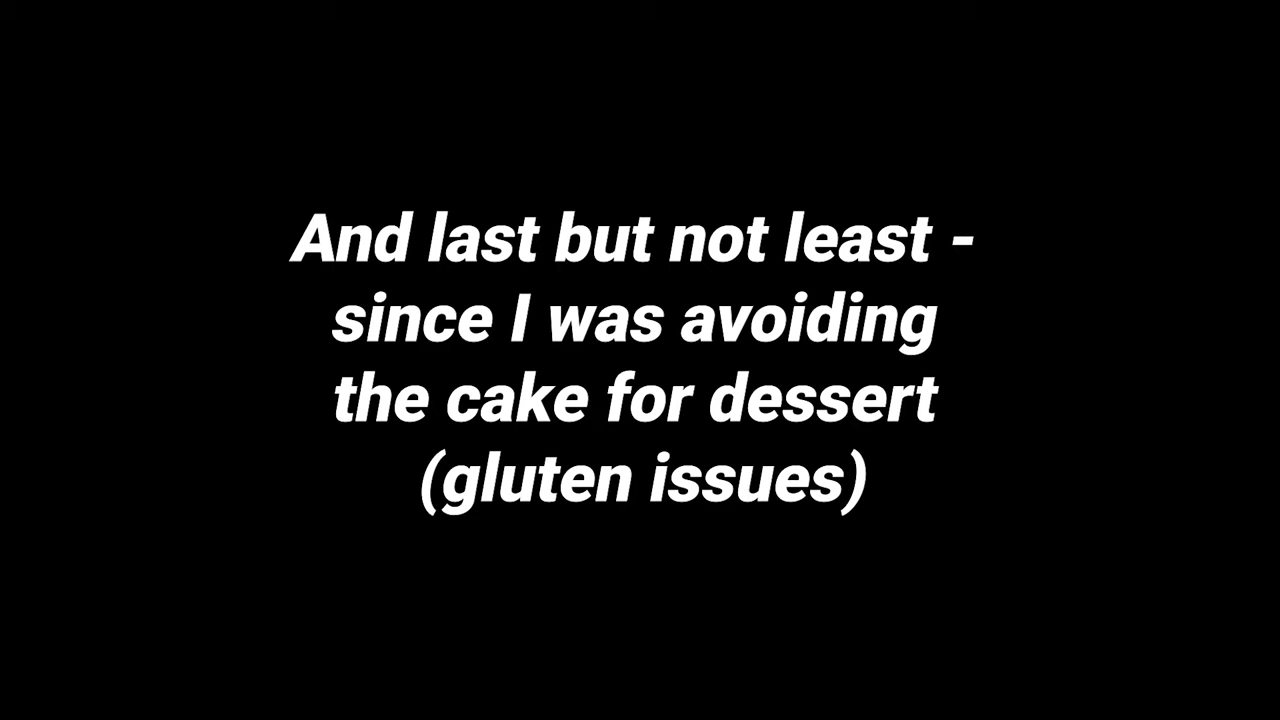 And last but not least -
since I was avoiding
the cake for dessert
(gluten issues)